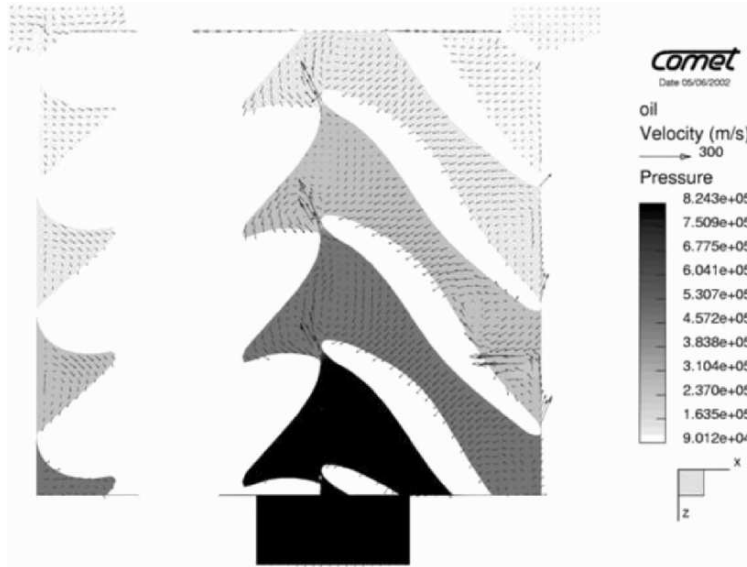 comet
Date 05/06/2002
oil
Velocity (m/s)
300
Pressure
8.243e+05
7.509e+05
6.775e+05
6.041e+05
5.307e+05
4.572e+05
3.838e+05
3.104e+05
2.370e+05
1.635e+05
9.012e+04
x
z